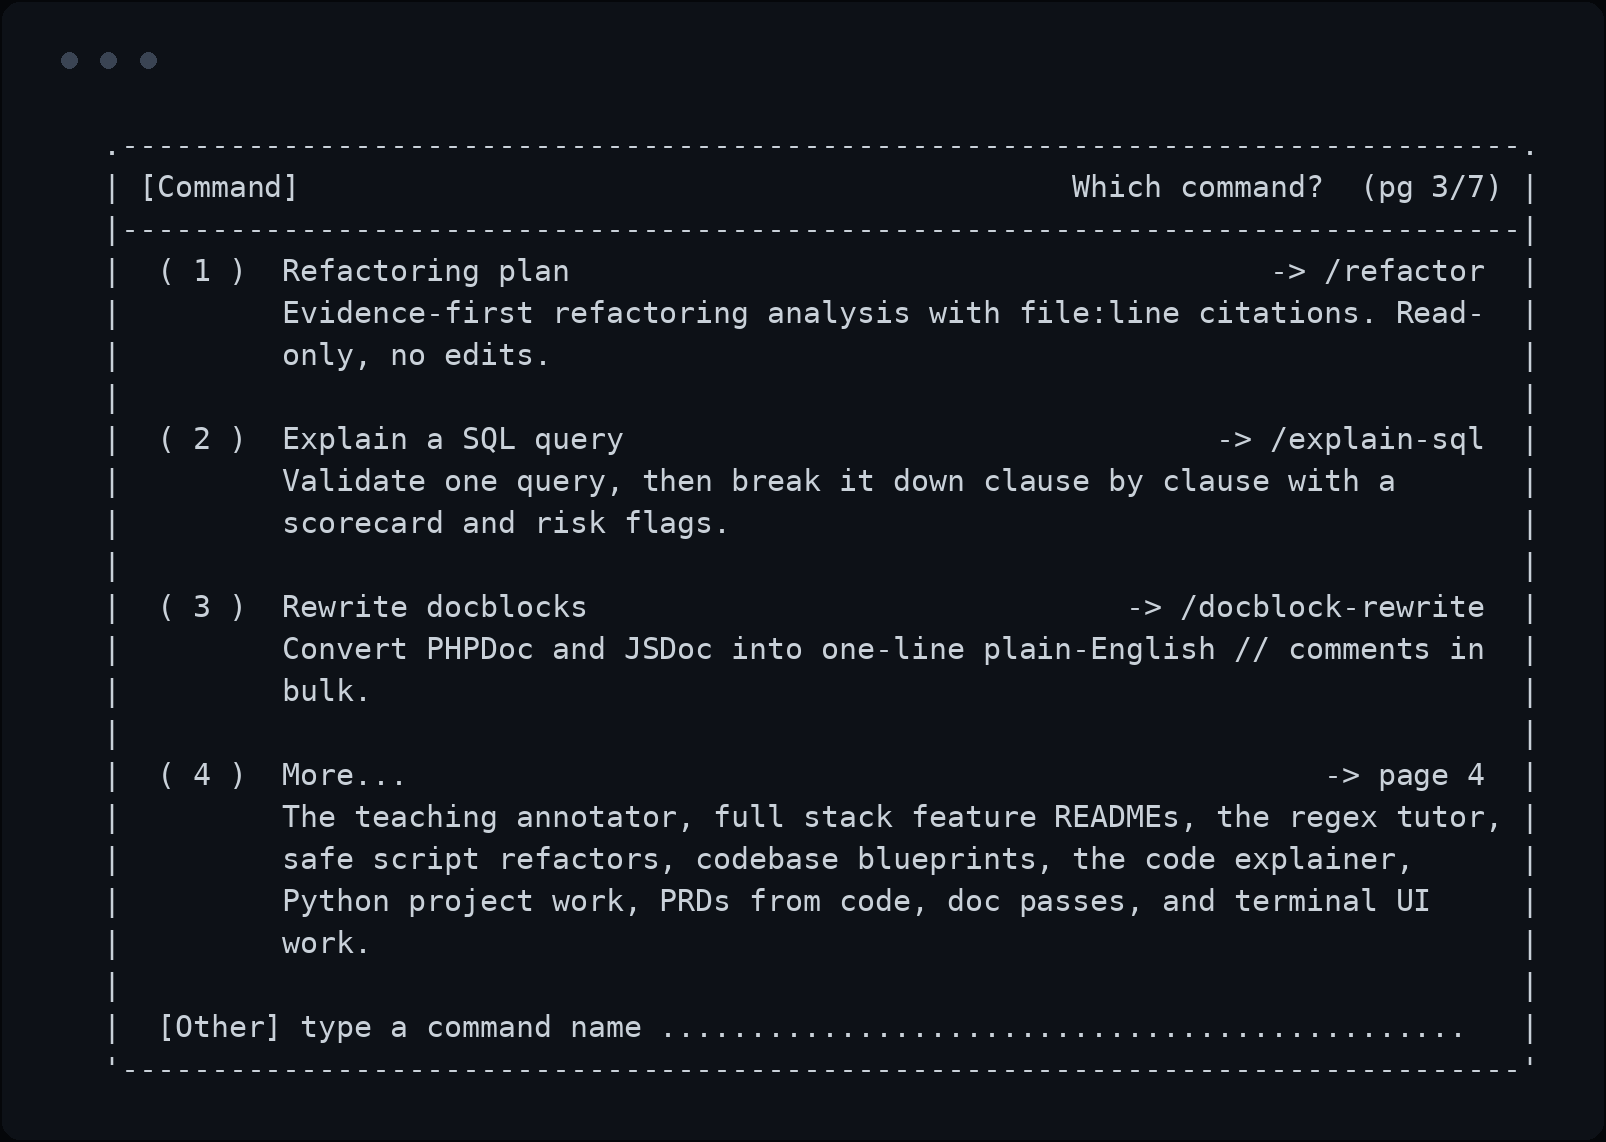 .------------------------------------------------------------------------------.
| [Command]                                           Which command?  (pg 3/7) |
|------------------------------------------------------------------------------|
|  ( 1 )  Refactoring plan                                       -> /refactor  |
|         Evidence-first refactoring analysis with file:line citations. Read-  |
|         only, no edits.                                                      |
|                                                                              |
|  ( 2 )  Explain a SQL query                                 -> /explain-sql  |
|         Validate one query, then break it down clause by clause with a       |
|         scorecard and risk flags.                                            |
|                                                                              |
|  ( 3 )  Rewrite docblocks                              -> /docblock-rewrite  |
|         Convert PHPDoc and JSDoc into one-line plain-English // comments in  |
|         bulk.                                                                |
|                                                                              |
|  ( 4 )  More...                                                   -> page 4  |
|         The teaching annotator, full stack feature READMEs, the regex tutor, |
|         safe script refactors, codebase blueprints, the code explainer,      |
|         Python project work, PRDs from code, doc passes, and terminal UI     |
|         work.                                                                |
|                                                                              |
|  [Other] type a command name .............................................   |
'------------------------------------------------------------------------------'